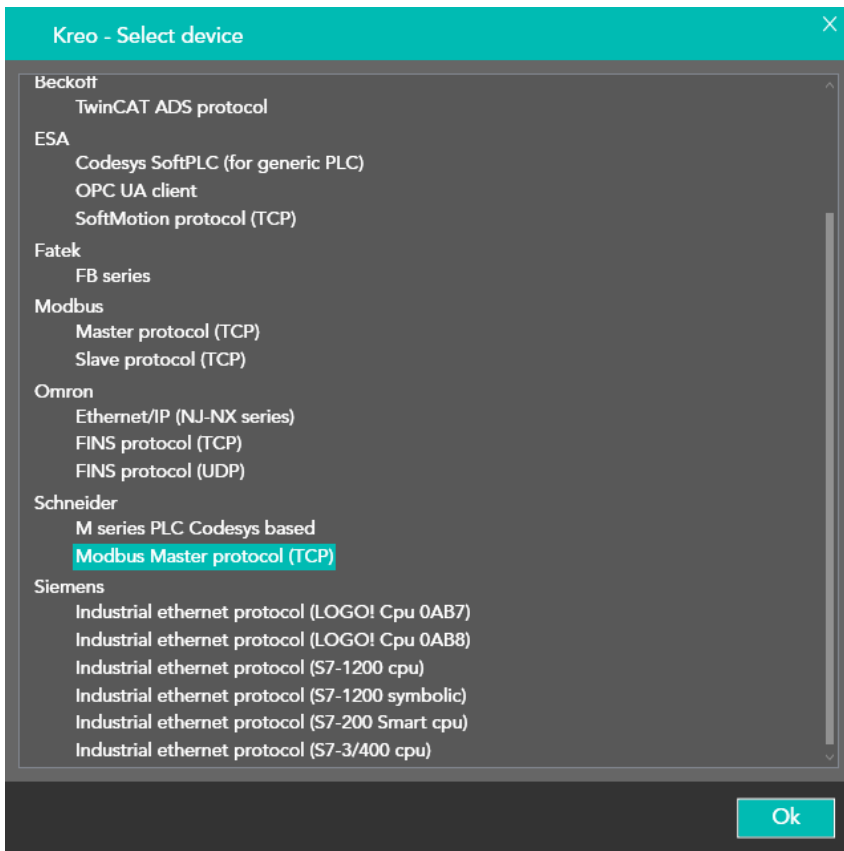 Kreo - Select device
Beckoff
TwinCAT ADS protocol
ESA
Codesys SoftPLC (for generic PLC)
OPC UA client
SoftMotion protocol (TCP)
Fatek
FB series
Modbus
Master protocol (TCP)
Slave protocol (TCP)
Omron
Ethernet/IP (NJ-NX series)
FINS protocol (TCP)
FINS protocol (UDP)
Schneider
M series PLC Codesys based
Modbus Master protocol (TCP)
Siemens
Industrial ethernet protocol (LOGO! Cpu 0AB7)
Industrial ethernet protocol (LOGO! Cpu 0AB8)
Industrial ethernet protocol (S7-1200 cpu)
Industrial ethernet protocol (S7-1200 symbolic)
Industrial ethernet protocol (S7-200 Smart cpu)
Industrial ethernet protocol (S7-3/400 cpu)
Ok